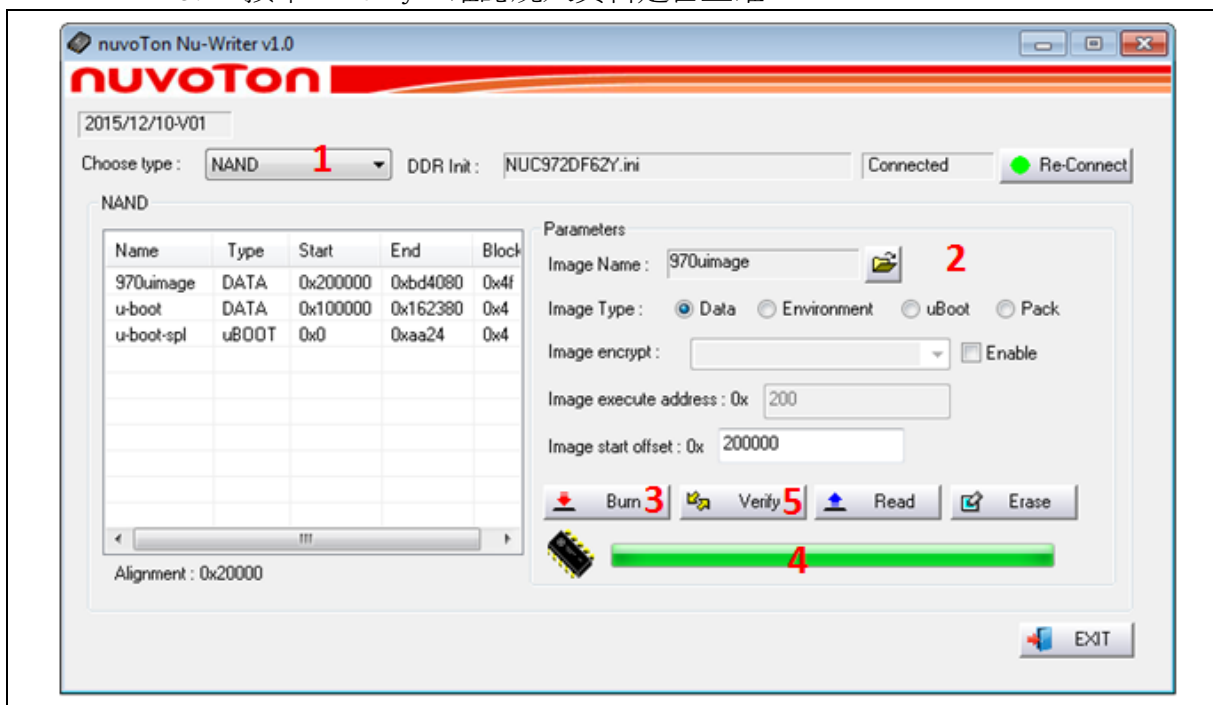 nuvoTon Nu-Writer v1.0
nuvoTon
2015/12/10-V01
Choose type : NAND 1 DDR Init : NUC972DF62Y.ini Connected Re-Connect
NAND
Name Type Start End Block
970uimage DATA 0x200000 0xbd4080 0x4f
u-boot DATA 0x100000 0x162380 0x4
u-boot-spl uBOOT 0x0 0xaa24 0x4
Alignment : 0x20000
Parameters
Image Name : 970uimage 2
Image Type : Data Environment uBoot Pack
Image encrypt : Enable
Image execute address : 0x 200
Image start offset : 0x 200000
Burn 3 Verify 5 Read Erase
4
EXIT